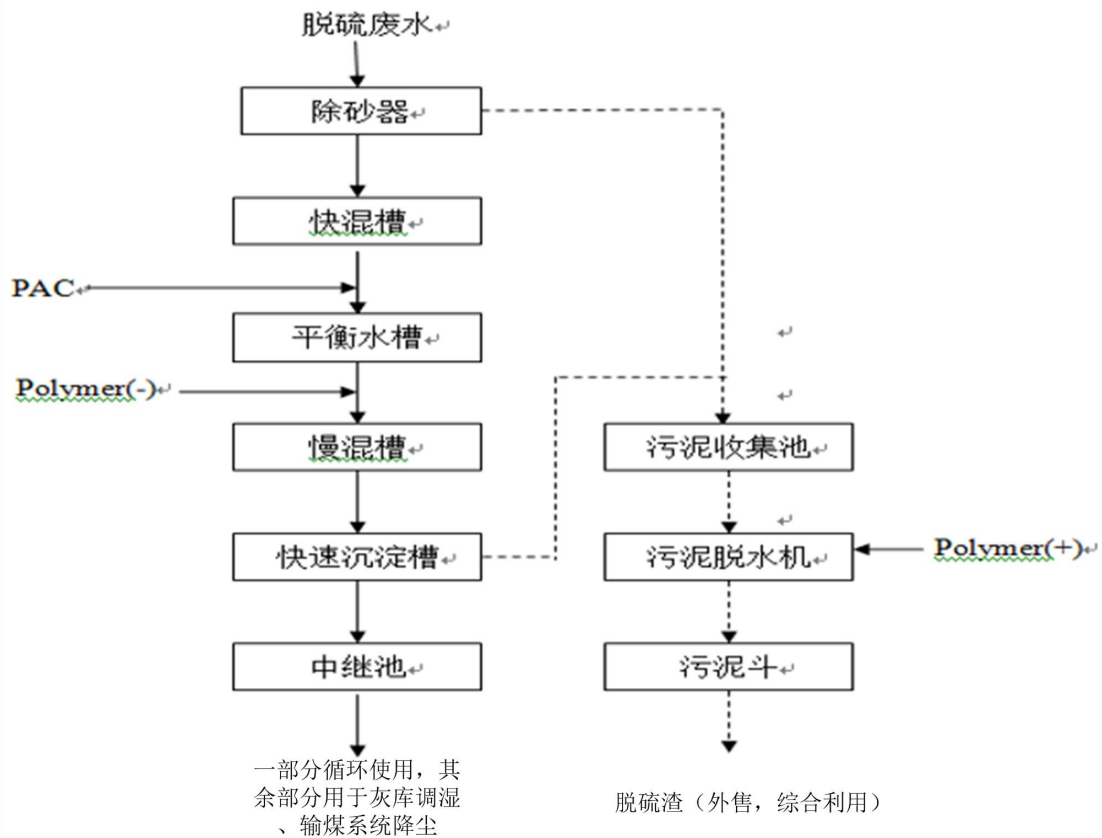 脱硫废水
除砂器
快混槽
PAC
平衡水槽
Polymer(-)
慢混槽
污泥收集池
快速沉淀槽
污泥脱水机
Polymer(+)
中继池
污泥斗
一部分循环使用，其
余部分用于灰库调湿
、输煤系统降尘
脱硫渣（外售，综合利用）